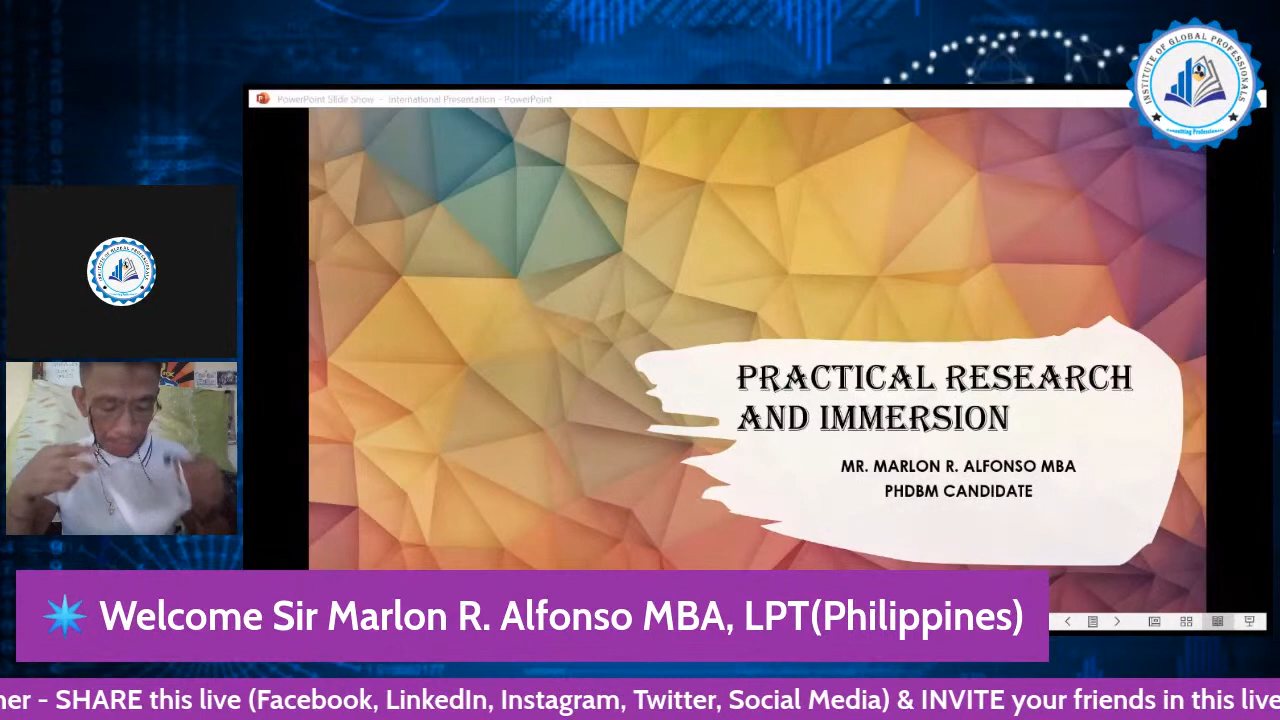 INSTITUTE OF GLOBAL PROFESSIONALS
Consulting Professionals
PowerPoint Slide Show - International Presentation - PowerPoint
PRACTICAL RESEARCH
AND IMMERSION
MR. MARLON R. ALFONSO MBA
PHDBM CANDIDATE
Welcome Sir Marlon R. Alfonso MBA, LPT(Philippines)
ner - SHARE this live (Facebook, LinkedIn, Instagram, Twitter, Social Media) & INVITE your friends in this live